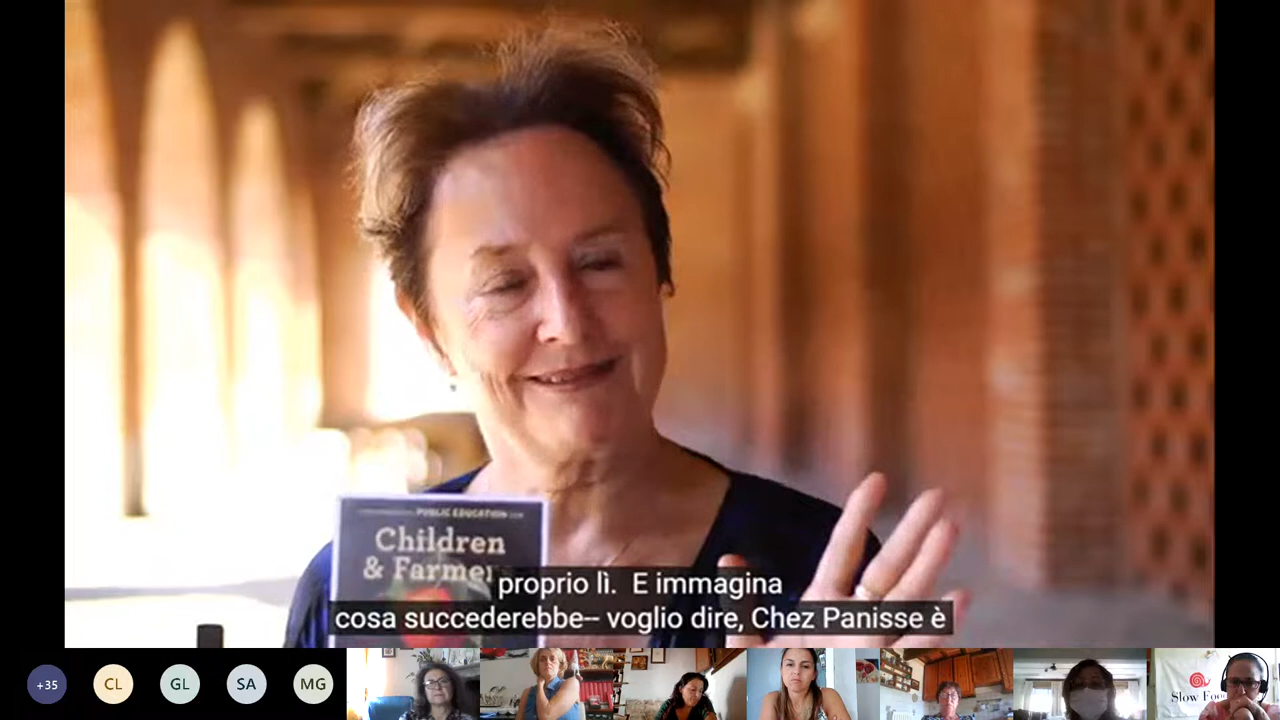 PUBLIC EDUCATION
Children
& Farmer
proprio lì. E immagina
cosa succederebbe-- voglio dire, Chez Panisse è
+35
CL
GL
SA
MG
Slow Foo